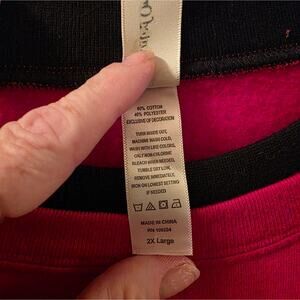 60% COTTON
40% POLYESTER
EXCLUSIVE OF DECORATION
TURN INSIDE OUT,
MACHINE WASH COLD,
WASH WITH LIKE COLORS,
ONLY NON-CHLORINE
BLEACH WHEN NEEDED,
TUMBLE DRY LOW,
REMOVE IMMEDIATELY,
IRON ON LOWEST SETTING
IF NEEDED
MADE IN CHINA
RN 109224
2X Large